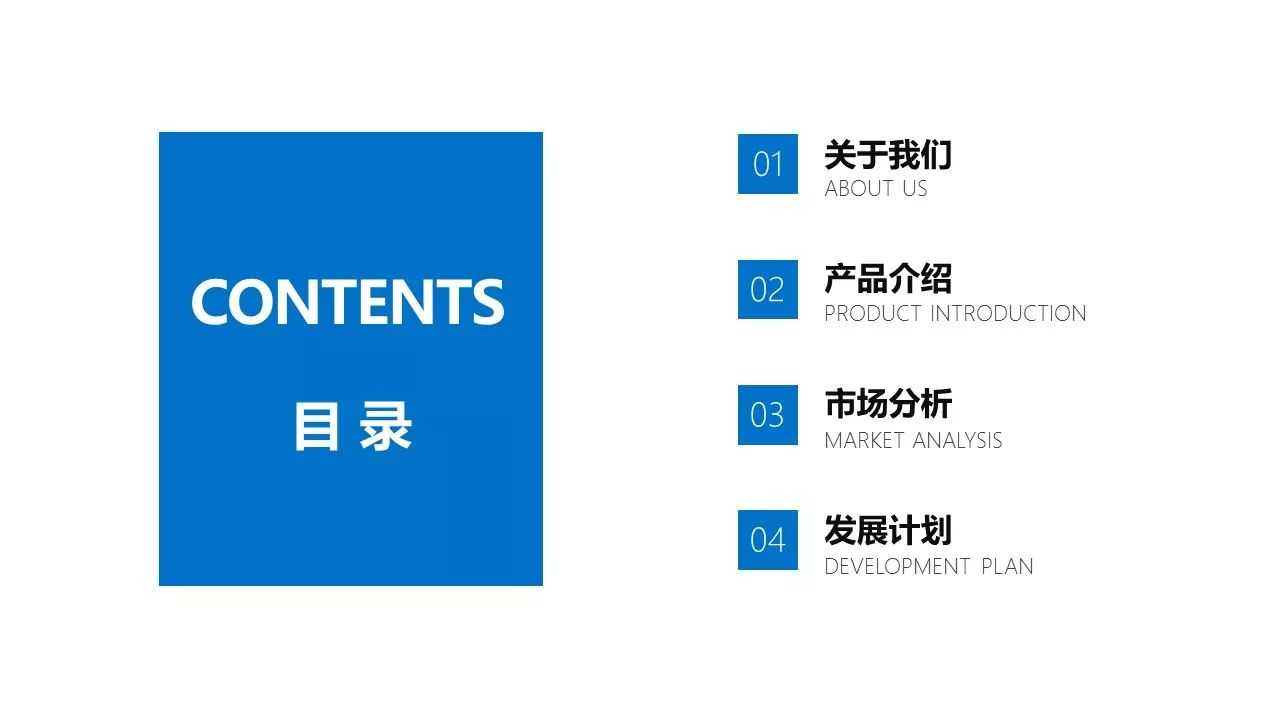 CONTENTS
目录
01
关于我们
ABOUT US
02
产品介绍
PRODUCT INTRODUCTION
03
市场分析
MARKET ANALYSIS
04
发展计划
DEVELOPMENT PLAN